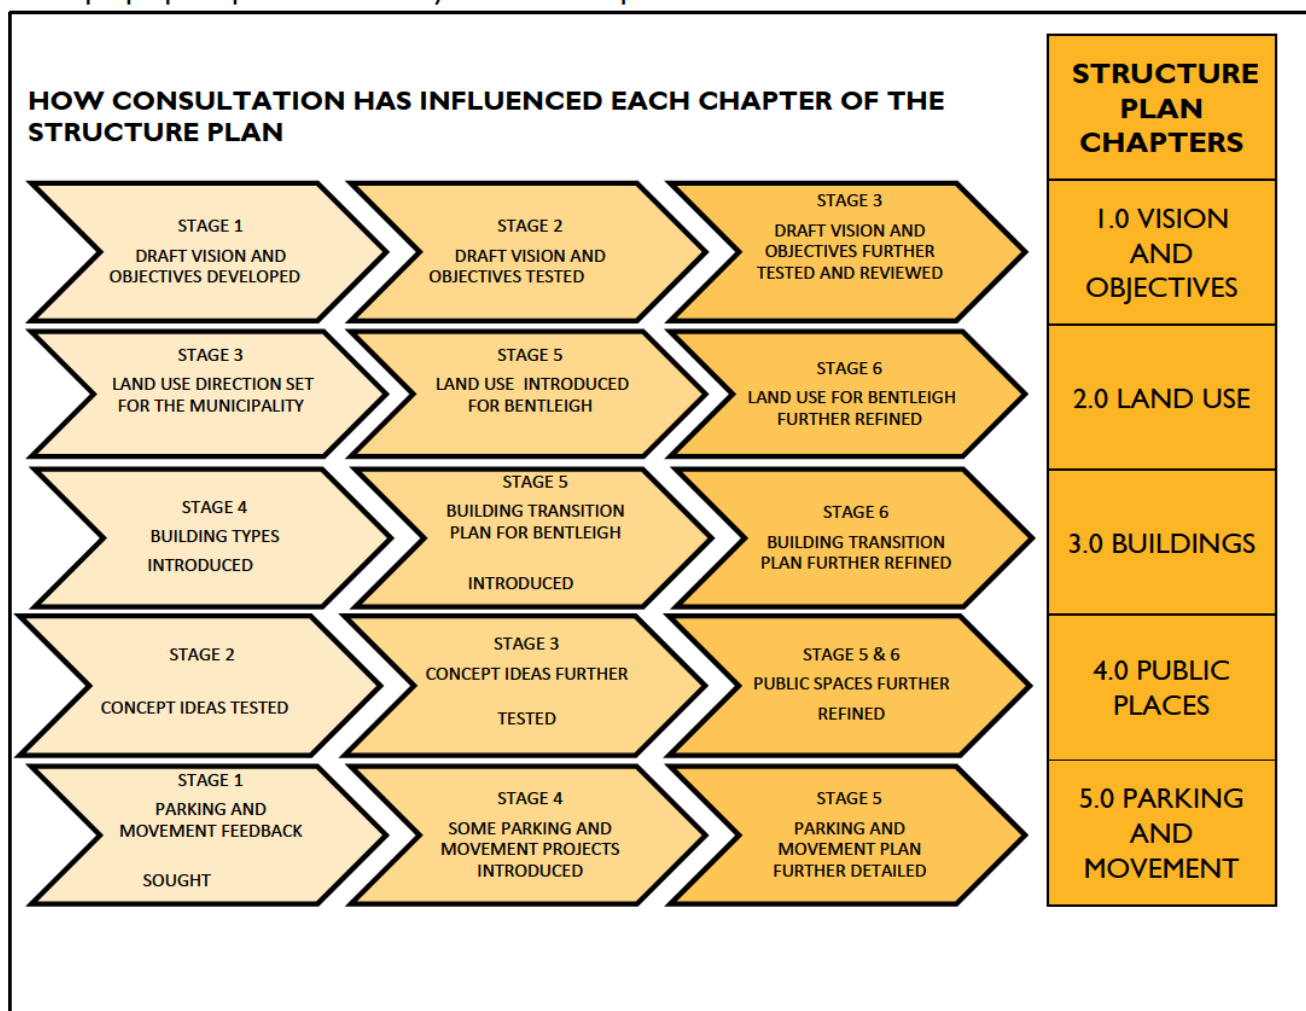 HOW CONSULTATION HAS INFLUENCED EACH CHAPTER OF THE
STRUCTURE PLAN
STRUCTURE
PLAN
CHAPTERS
STAGE 1
DRAFT VISION AND
OBJECTIVES DEVELOPED
STAGE 2
DRAFT VISION AND
OBJECTIVES TESTED
STAGE 3
DRAFT VISION AND
OBJECTIVES FURTHER
TESTED AND REVIEWED
1.0 VISION
AND
OBJECTIVES
STAGE 3
LAND USE DIRECTION SET
FOR THE MUNICIPALITY
STAGE 5
LAND USE INTRODUCED
FOR BENTLEIGH
STAGE 6
LAND USE FOR BENTLEIGH
FURTHER REFINED
2.0 LAND USE
STAGE 4
BUILDING TYPES
INTRODUCED
STAGE 5
BUILDING TRANSITION
PLAN FOR BENTLEIGH
INTRODUCED
STAGE 6
BUILDING TRANSITION
PLAN FURTHER REFINED
3.0 BUILDINGS
STAGE 2
CONCEPT IDEAS TESTED
STAGE 3
CONCEPT IDEAS FURTHER
TESTED
STAGE 5 & 6
PUBLIC SPACES FURTHER
REFINED
4.0 PUBLIC
PLACES
STAGE 1
PARKING AND
MOVEMENT FEEDBACK
SOUGHT
STAGE 4
SOME PARKING AND
MOVEMENT PROJECTS
INTRODUCED
STAGE 5
PARKING AND
MOVEMENT PLAN
FURTHER DETAILED
5.0 PARKING
AND
MOVEMENT